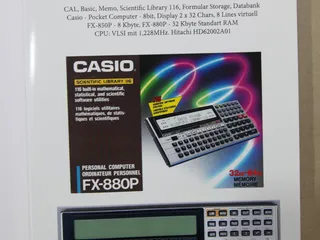 CAL, Basic, Memo, Scientific Library 116, Formular Storage, Databank
Casio - Pocket Computer - 8bit, Display 2 x 32 Chars, 8 Lines virtuell
FX-850P - 8 Kbyte, FX-880P - 32 Kbyte Standart RAM
CPU: VLSI mit 1,228MHz. Hitachi HD62002A01
CASIO
SCIENTIFIC LIBRARY 116
116 built-in mathematical,
statistical, and scientific
software utilities
116 logiciels utilitaires
mathématiques, de statis-
tiques et scientifiques
PERSONAL COMPUTER
ORDINATEUR PERSONNEL
FX-880P
MEMORY
MÉMOIRE